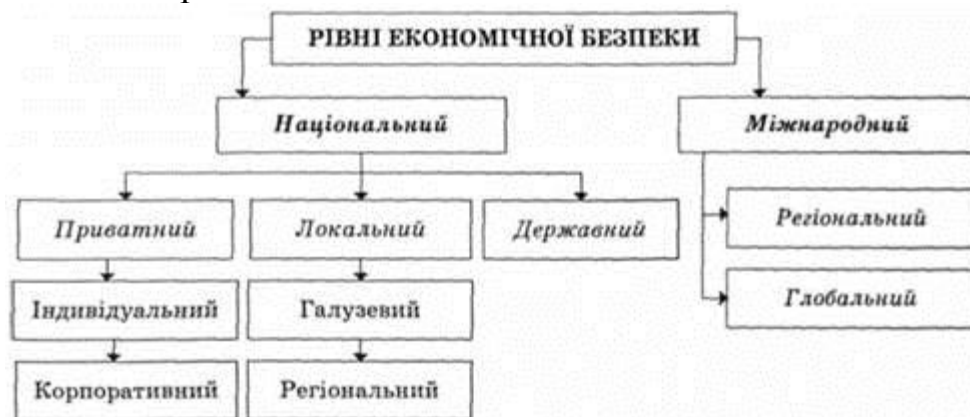 РІВНІ ЕКОНОМІЧНОЇ БЕЗПЕКИ
Національний
Міжнародний
Приватний
Локальний
Державний
Регіональний
Індивідуальний
Галузевий
Глобальний
Корпоративний
Регіональний